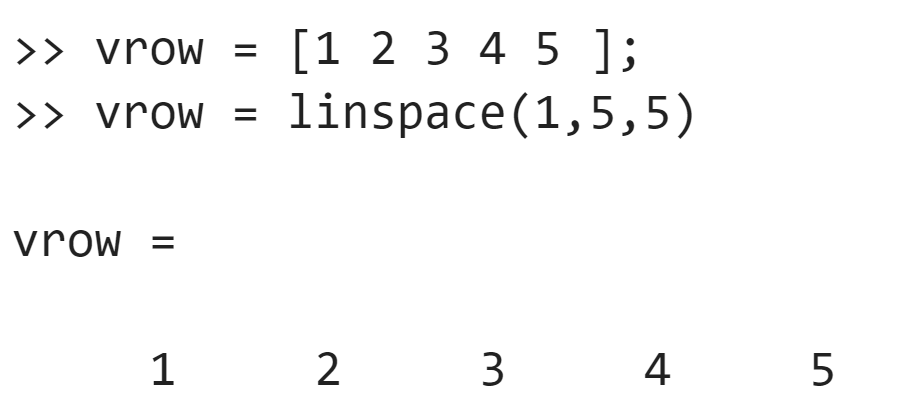 >> vrow = [1 2 3 4 5 ];
>> vrow = linspace(1,5,5)
vrow =
1 2 3 4 5